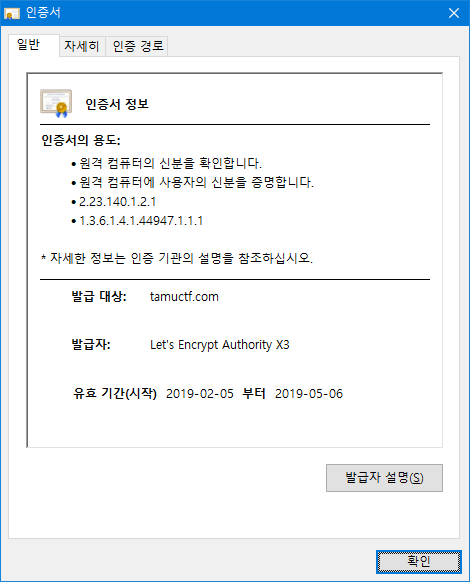 인증서
일반 자세히 인증 경로
인증서 정보
인증서의 용도:
• 원격 컴퓨터의 신분을 확인합니다.
• 원격 컴퓨터에 사용자의 신분을 증명합니다.
• 2.23.140.1.2.1
• 1.3.6.1.4.1.44947.1.1.1
* 자세한 정보는 인증 기관의 설명을 참조하십시오.
발급 대상: tamuctf.com
발급자: Let's Encrypt Authority X3
유효 기간(시작) 2019-02-05 부터 2019-05-06
발급자 설명(S)
확인